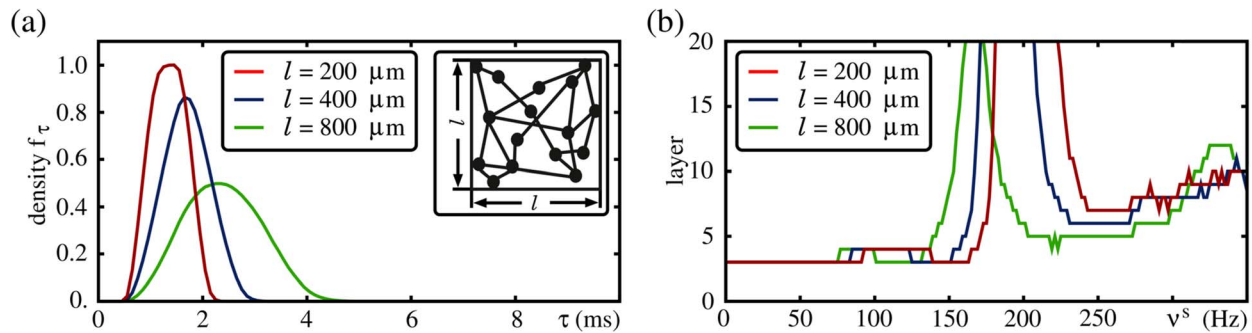 (a)
density f τ
1.0
0.8
0.6
0.4
0.2
0.
0
2
4
6
8
τ (ms)
l = 200 µm
l = 400 µm
l = 800 µm
l
l
(b)
layer
20
15
10
5
0
0
50
100
150
200
250
νˢ (Hz)
l = 200 µm
l = 400 µm
l = 800 µm